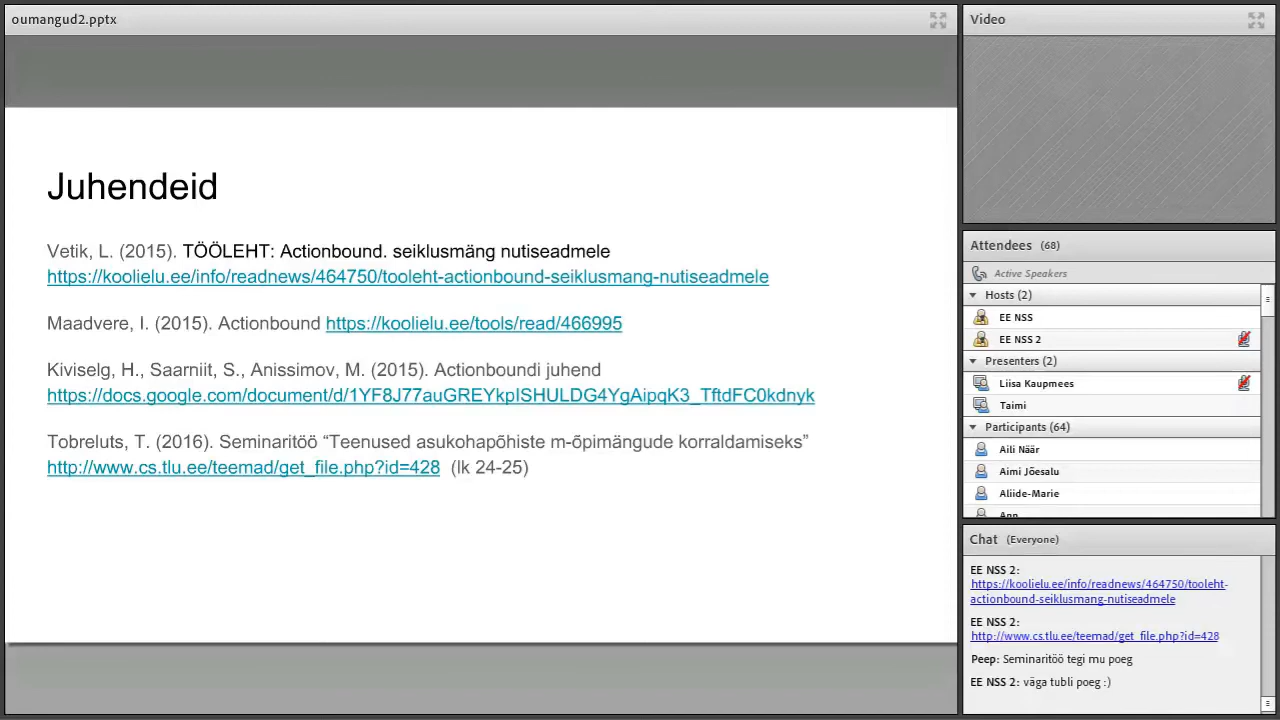 oumangud2.pptx
Juhendeid
Vetik, L. (2015). TÖÖLEHT: Actionbound. seiklusmäng nutiseadmele
https://koolielu.ee/info/readnews/464750/tooleht-actionbound-seiklusmang-nutiseadmele
Maadvere, I. (2015). Actionbound https://koolielu.ee/tools/read/466995
Kiviselg, H., Saarniit, S., Anissimov, M. (2015). Actionboundi juhend
https://docs.google.com/document/d/1YF8J77auGREYkpISHULDG4YgAipqK3_TftdFC0kdnyk
Tobreluts, T. (2016). Seminaritöö “Teenused asukohapõhiste m-õpimängude korraldamiseks”
http://www.cs.tlu.ee/teemad/get_file.php?id=428 (lk 24-25)
Video
Attendees (68)
Active Speakers
Hosts (2)
EE NSS
EE NSS 2
Presenters (2)
Liisa Kaupmees
Taimi
Participants (64)
Aili Näär
Aimi Jõesalu
Aliide-Marie
Ann
Chat (Everyone)
EE NSS 2:
https://koolielu.ee/info/readnews/464750/tooleht-
actionbound-seiklusmang-nutiseadmele
EE NSS 2:
http://www.cs.tlu.ee/teemad/get_file.php?id=428
Peep: Seminaritöö tegi mu poeg
EE NSS 2: väga tubli poeg :)